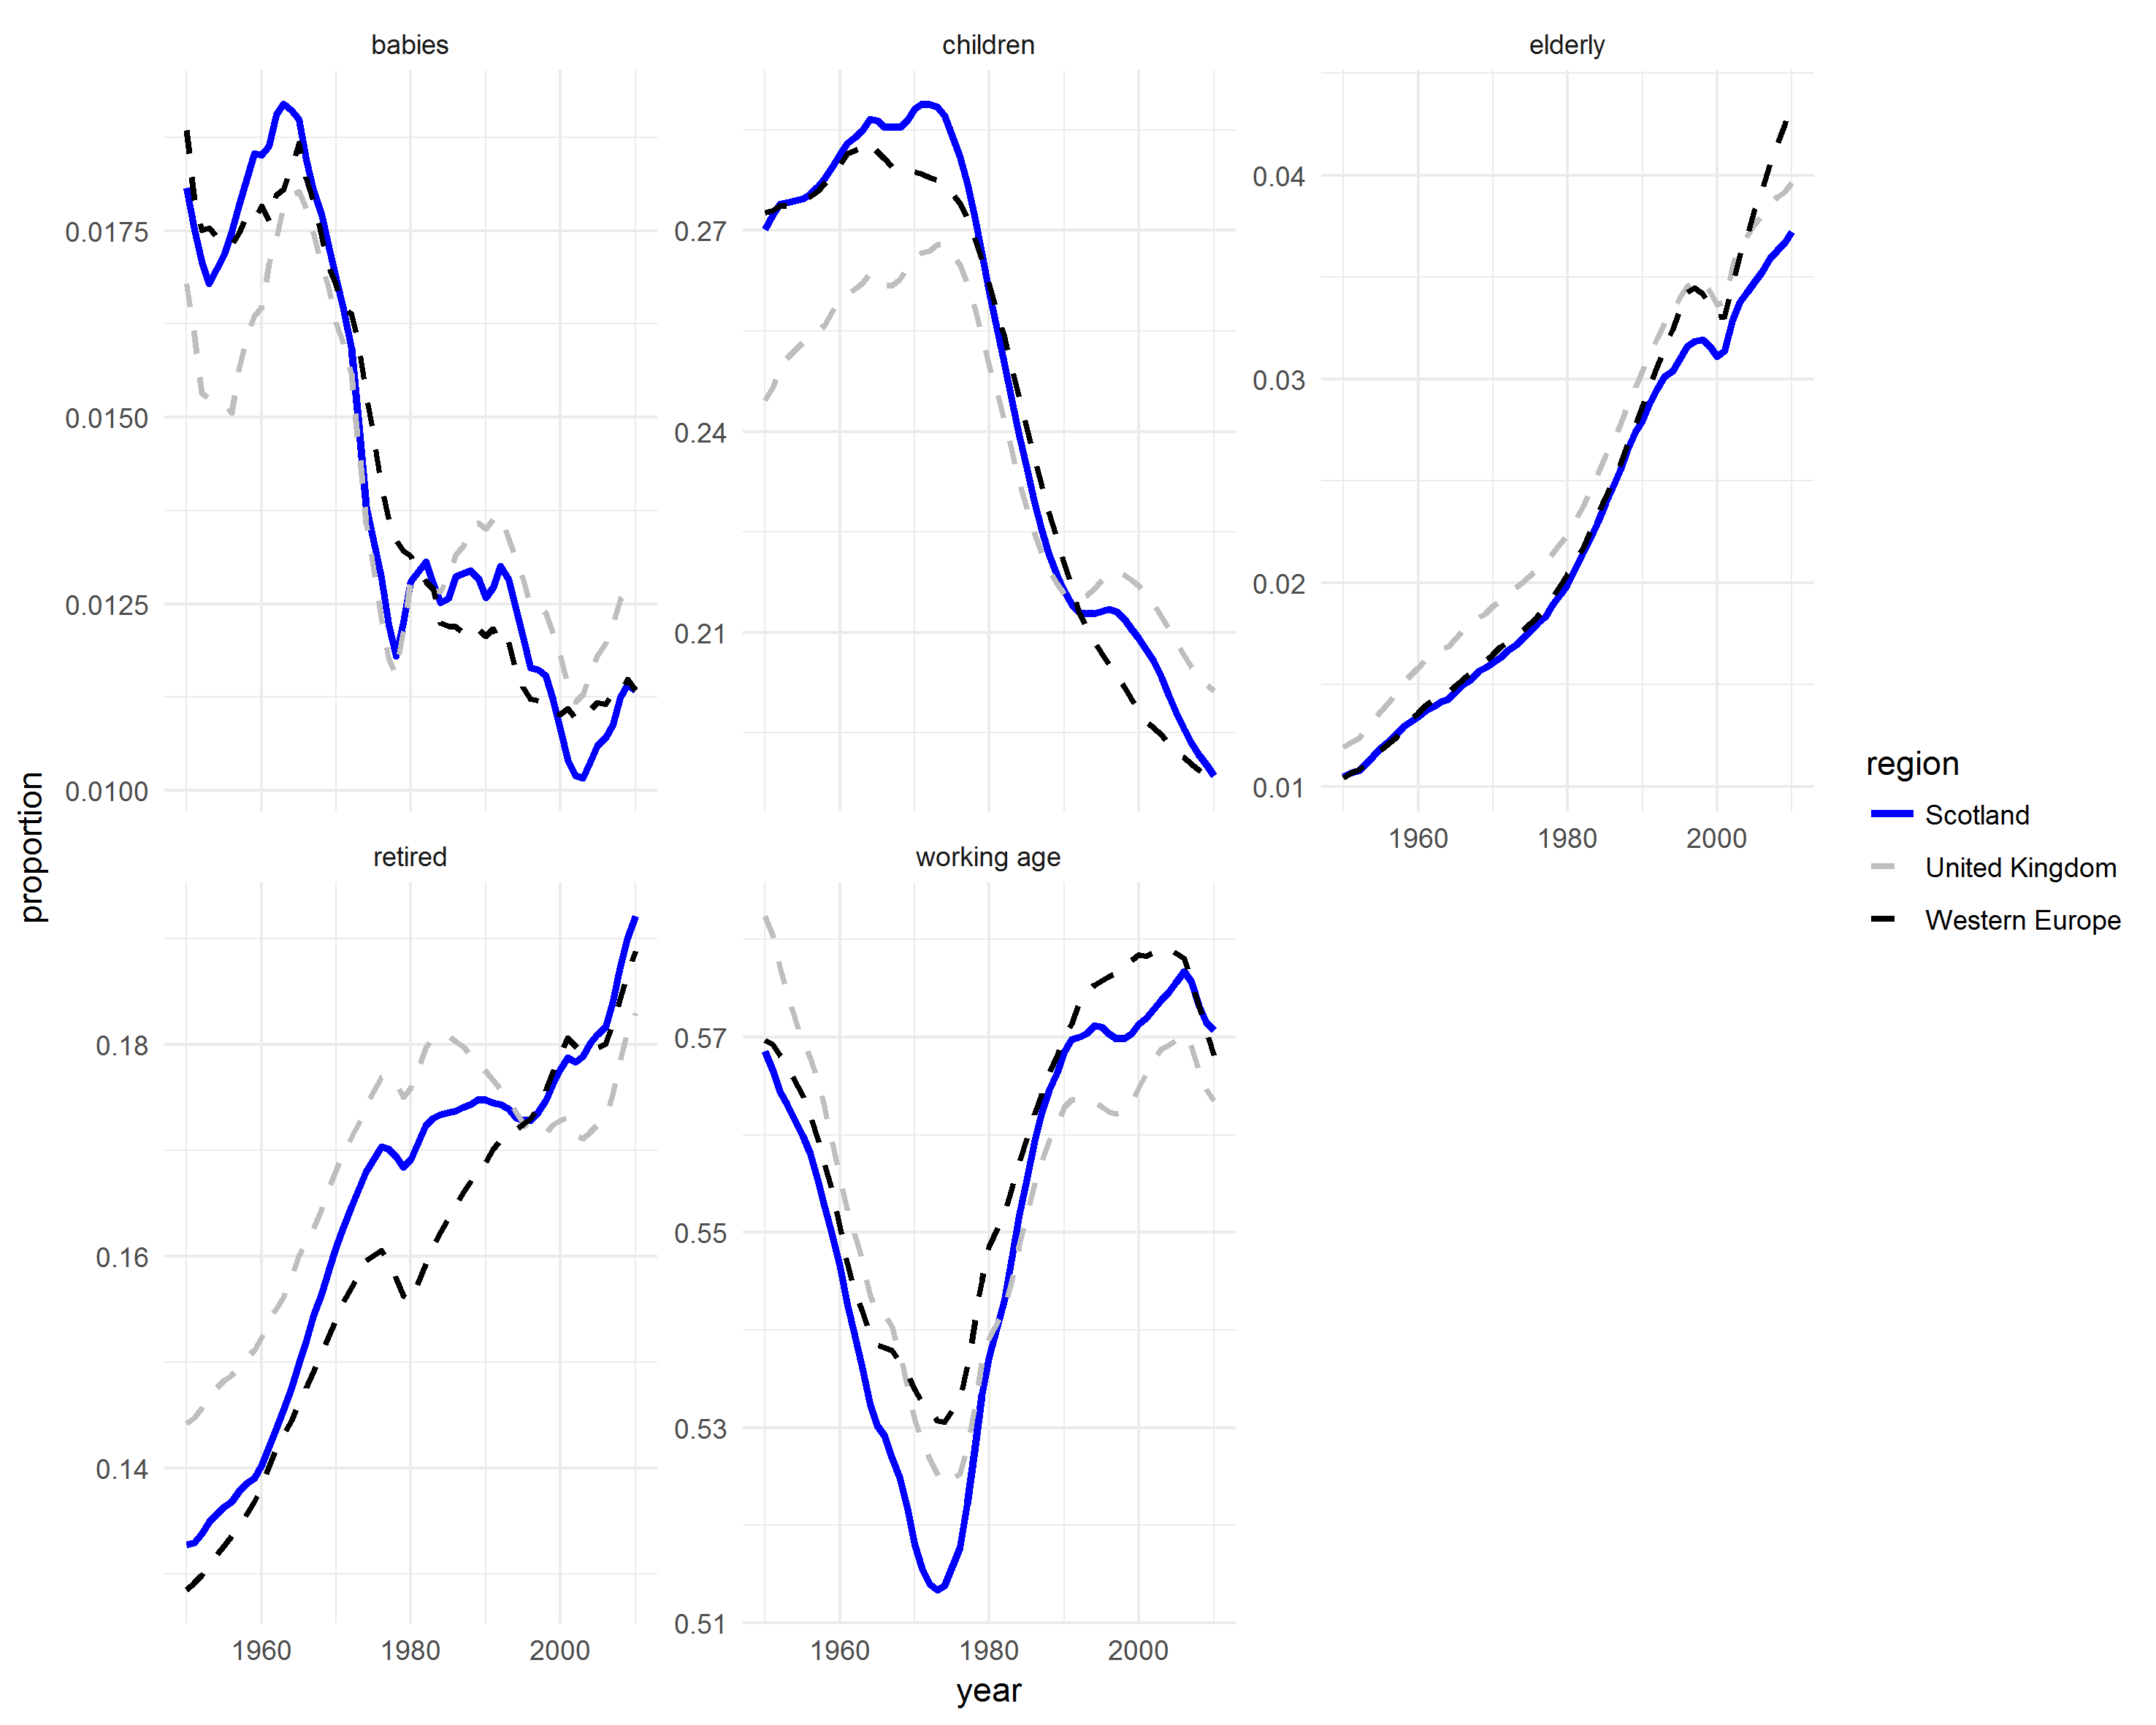 babies
children
elderly
0.0175
0.0150
0.0125
0.0100
0.27
0.24
0.21
0.04
0.03
0.02
0.01
1960 1980 2000
proportion
retired
working age
0.18
0.16
0.14
0.57
0.55
0.53
0.51
1960 1980 2000
1960 1980 2000
year
region
Scotland
United Kingdom
Western Europe